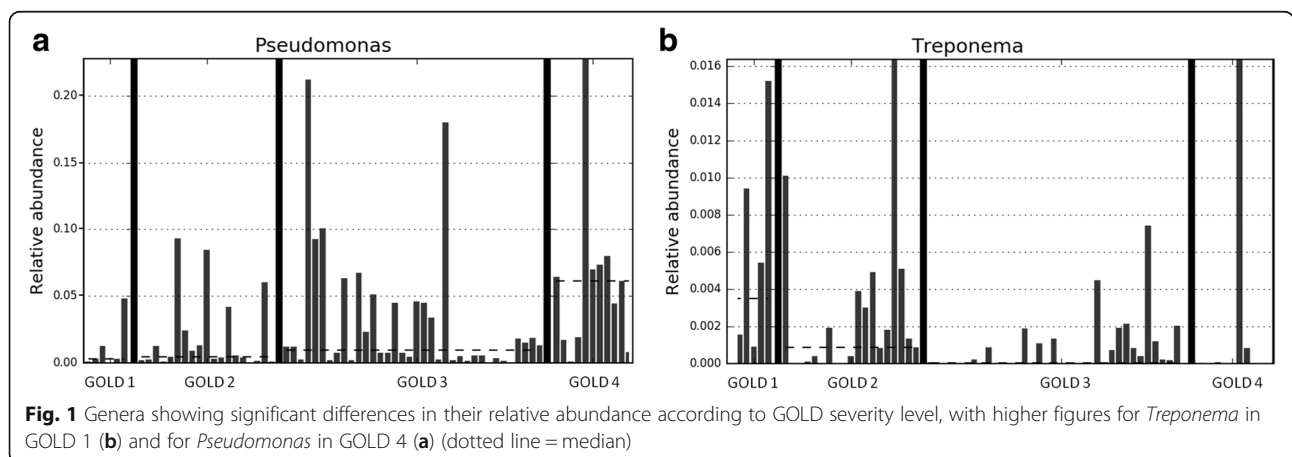 a
Pseudomonas
Relative abundance
0.20
0.15
0.10
0.05
0.00
GOLD 1 GOLD 2 GOLD 3 GOLD 4
b
Treponema
Relative abundance
0.016
0.014
0.012
0.010
0.008
0.006
0.004
0.002
0.000
GOLD 1 GOLD 2 GOLD 3 GOLD 4
Fig. 1 Genera showing significant differences in their relative abundance according to GOLD severity level, with higher figures for Treponema in
GOLD 1 (b) and for Pseudomonas in GOLD 4 (a) (dotted line = median)